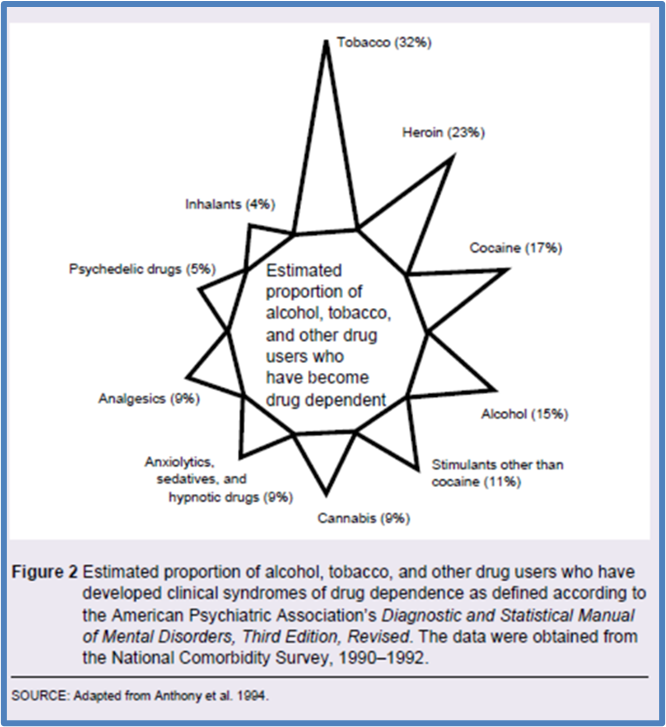 Tobacco (32%)
Heroin (23%)
Inhalants (4%)
Cocaine (17%)
Psychedelic drugs (5%)
Estimated
proportion of
alcohol, tobacco,
and other drug
users who
have become
drug dependent
Analgesics (9%)
Alcohol (15%)
Anxiolytics,
sedatives, and
hypnotic drugs (9%)
Stimulants other than
cocaine (11%)
Cannabis (9%)
Figure 2 Estimated proportion of alcohol, tobacco, and other drug users who have
developed clinical syndromes of drug dependence as defined according to
the American Psychiatric Association's Diagnostic and Statistical Manual
of Mental Disorders, Third Edition, Revised. The data were obtained from
the National Comorbidity Survey, 1990–1992.
SOURCE: Adapted from Anthony et al. 1994.